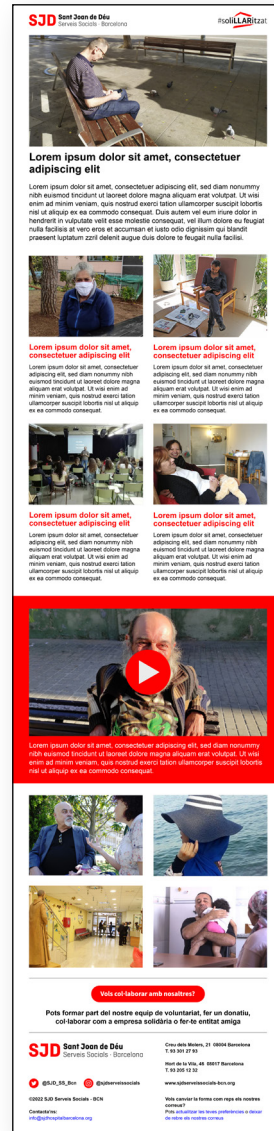 SJD Sant Joan de Déu
Serveis Socials · Barcelona
#soliLLARitzat
Lorem ipsum dolor sit amet, consectetuer
adipiscing elit
Lorem ipsum dolor sit amet, consectetuer adipiscing elit, sed diam nonummy
nibh euismod tincidunt ut laoreet dolore magna aliquam erat volutpat. Ut wisi
enim ad minim veniam, quis nostrud exerci tation ullamcorper suscipit lobortis
nisl ut aliquip ex ea commodo consequat. Duis autem vel eum iriure dolor in
hendrerit in vulputate velit esse molestie consequat, vel illum dolore eu feugiat
nulla facilisis at vero eros et accumsan et iusto odio dignissim qui blandit
praesent luptatum zzril delenit augue duis dolore te feugait nulla facilisi.
Lorem ipsum dolor sit amet,
consectetuer adipiscing elit
Lorem ipsum dolor sit amet, consectetuer
adipiscing elit, sed diam nonummy nibh
euismod tincidunt ut laoreet dolore magna
aliquam erat volutpat. Ut wisi enim ad
minim veniam, quis nostrud exerci tation
ullamcorper suscipit lobortis nisl ut aliquip
ex ea commodo consequat.
Lorem ipsum dolor sit amet,
consectetuer adipiscing elit
Lorem ipsum dolor sit amet, consectetuer
adipiscing elit, sed diam nonummy nibh
euismod tincidunt ut laoreet dolore magna
aliquam erat volutpat. Ut wisi enim ad
minim veniam, quis nostrud exerci tation
ullamcorper suscipit lobortis nisl ut aliquip
ex ea commodo consequat.
Lorem ipsum dolor sit amet,
consectetuer adipiscing elit
Lorem ipsum dolor sit amet, consectetuer
adipiscing elit, sed diam nonummy nibh
euismod tincidunt ut laoreet dolore magna
aliquam erat volutpat. Ut wisi enim ad
minim veniam, quis nostrud exerci tation
ullamcorper suscipit lobortis nisl ut aliquip
ex ea commodo consequat.
Lorem ipsum dolor sit amet,
consectetuer adipiscing elit
Lorem ipsum dolor sit amet, consectetuer
adipiscing elit, sed diam nonummy nibh
euismod tincidunt ut laoreet dolore magna
aliquam erat volutpat. Ut wisi enim ad
minim veniam, quis nostrud exerci tation
ullamcorper suscipit lobortis nisl ut aliquip
ex ea commodo consequat.
Lorem ipsum dolor sit amet, consectetuer adipiscing elit, sed diam nonummy
nibh euismod tincidunt ut laoreet dolore magna aliquam erat volutpat. Ut wisi
enim ad minim veniam, quis nostrud exerci tation ullamcorper suscipit lobortis
nisl ut aliquip ex ea commodo consequat.
Vols col·laborar amb nosaltres?
Pots formar part del nostre equip de voluntariat, fer un donatiu,
col·laborar com a empresa solidària o fer-te entitat amiga
SJD Sant Joan de Déu
Serveis Socials · Barcelona
Creu dels Molers, 21 08004 Barcelona
T. 93 301 27 93
Hort de la Vila, 46 08017 Barcelona
T. 93 205 12 32
@SJD_SS_Bcn
@sjdserveissocials
www.sjdserveissocials-bcn.org
©2022 SJD Serveis Socials - BCN
Contacta'ns:
info@sjdhospitalbarcelona.org
Vols canviar la forma com reps els nostres
correus?
Pots actualitzar les teves preferències o deixar
de rebre els nostres correus